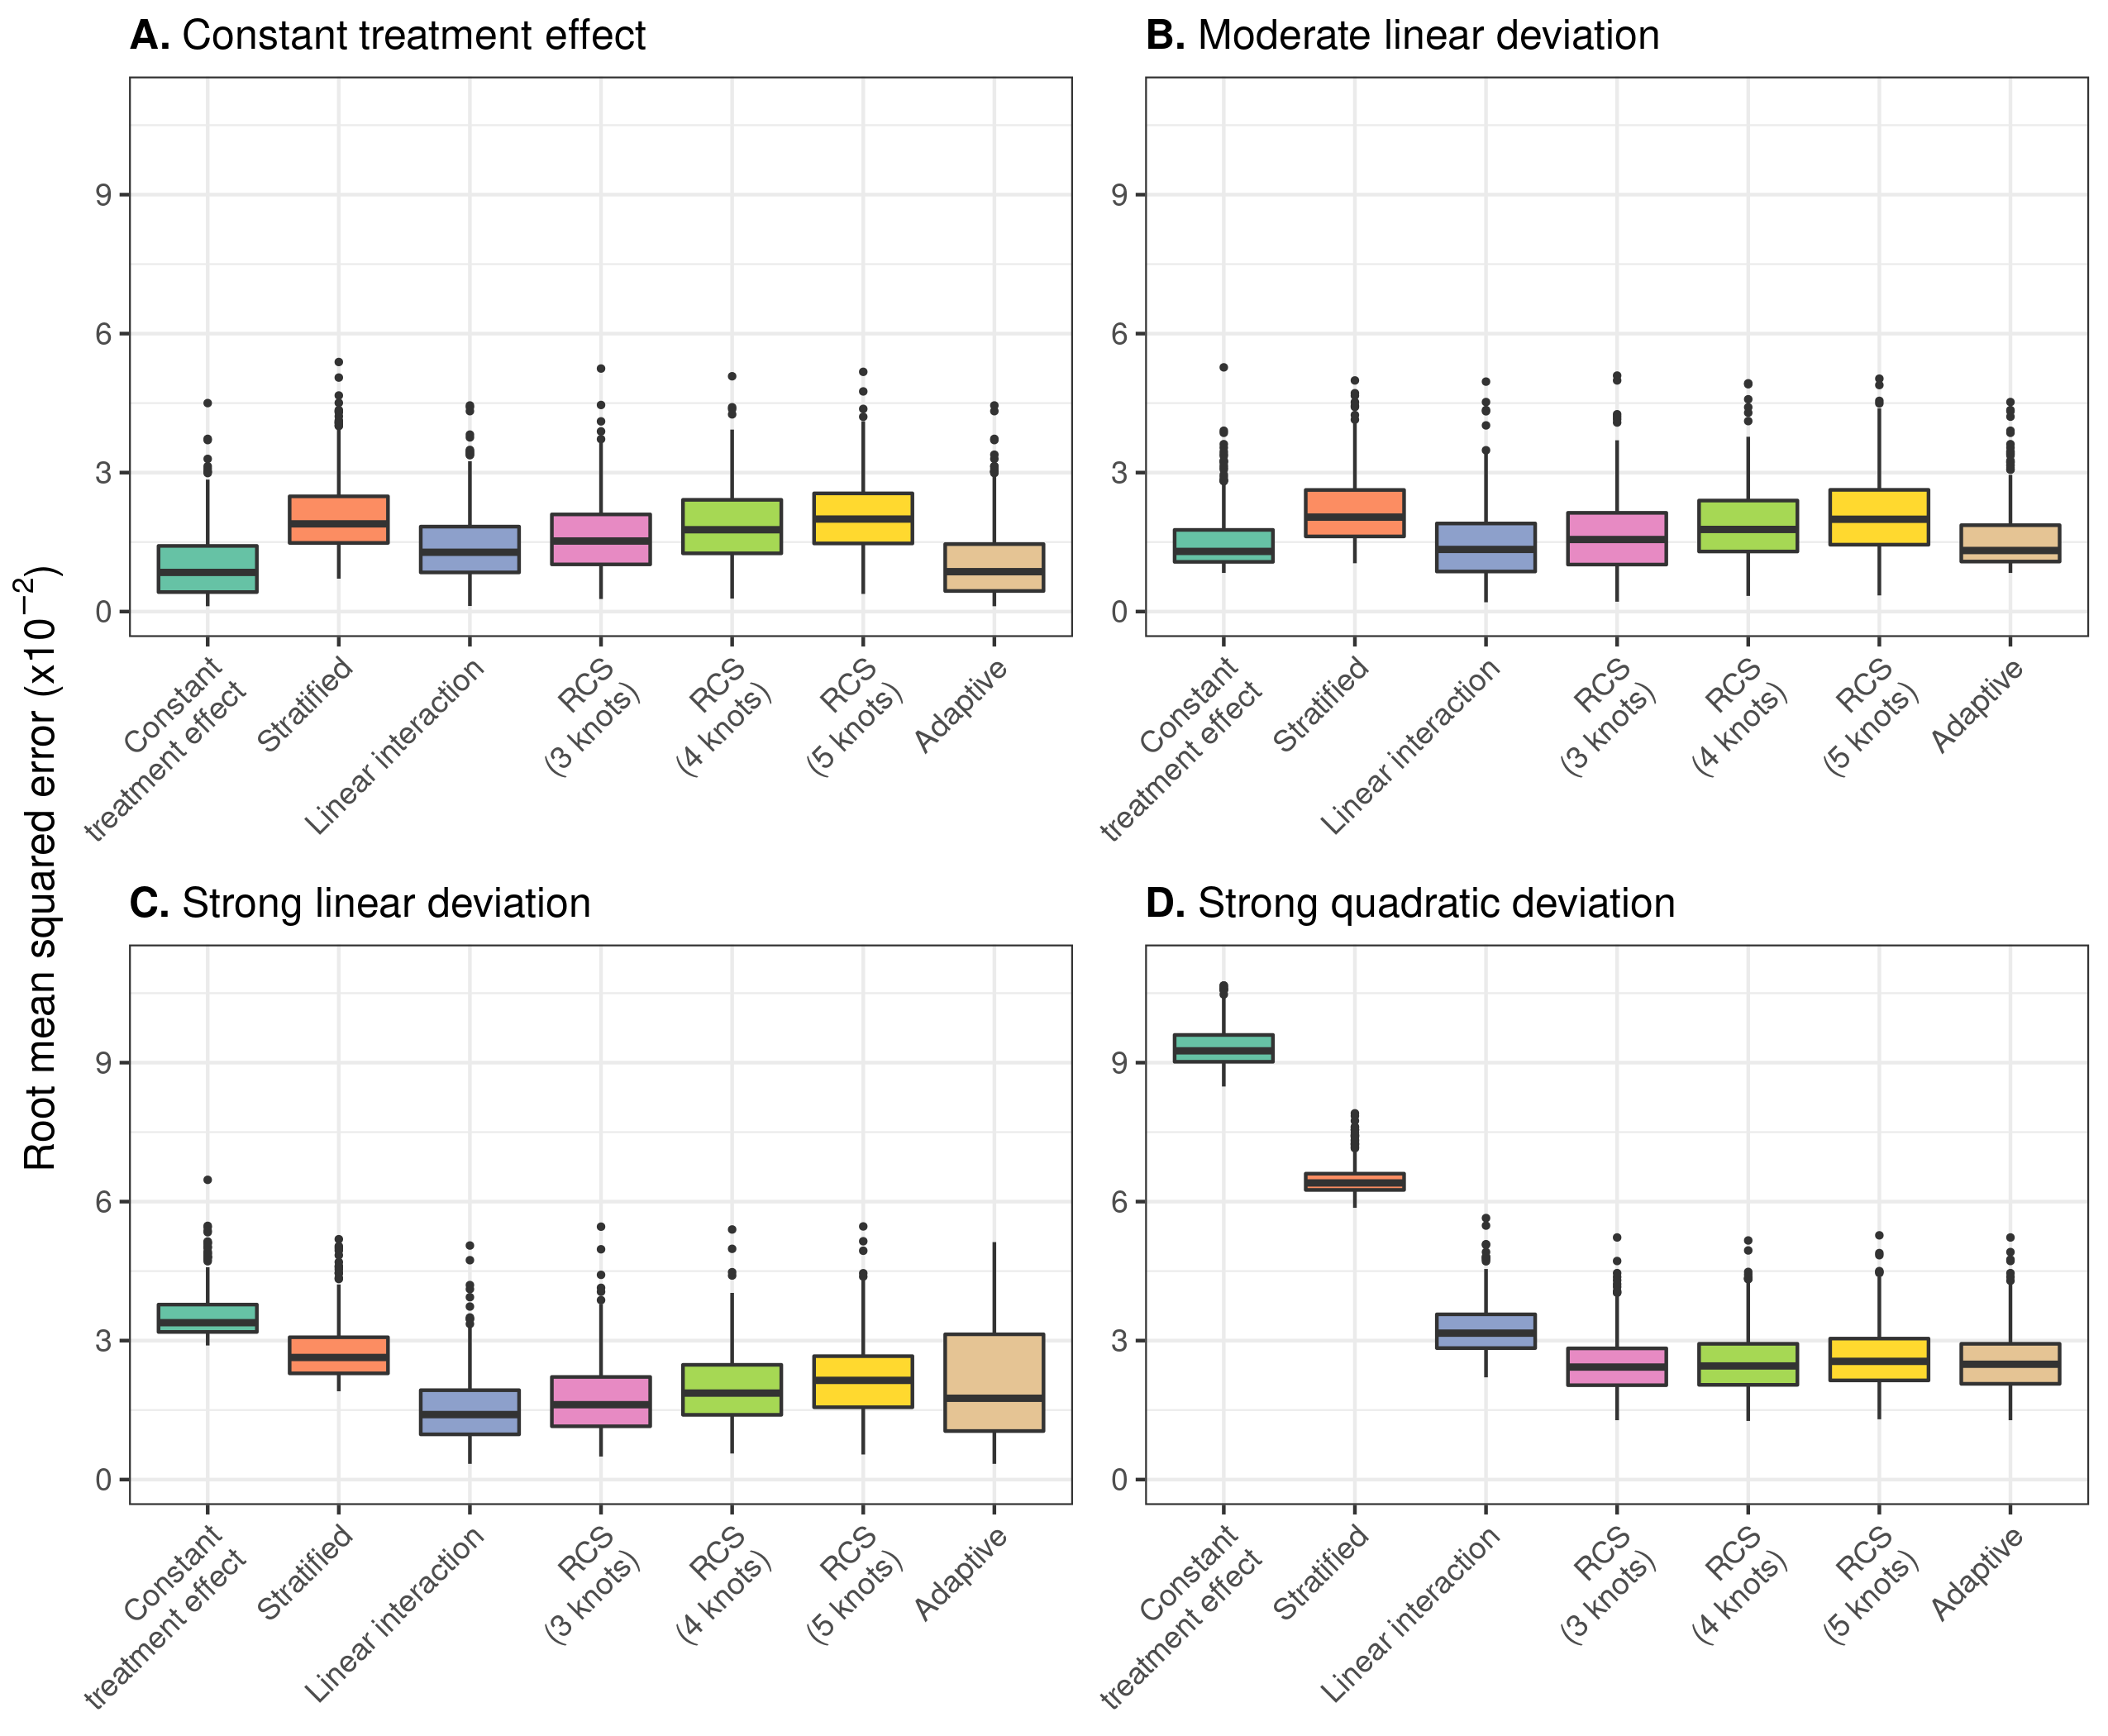 A. Constant treatment effect
B. Moderate linear deviation
Root mean squared error (x10⁻²)
9
6
3
0
Constant
treatment effect
Stratified
Linear interaction
RCS
(3 knots)
RCS
(4 knots)
RCS
(5 knots)
Adaptive
9
6
3
0
Constant
treatment effect
Stratified
Linear interaction
RCS
(3 knots)
RCS
(4 knots)
RCS
(5 knots)
Adaptive
C. Strong linear deviation
D. Strong quadratic deviation
9
6
3
0
Constant
treatment effect
Stratified
Linear interaction
RCS
(3 knots)
RCS
(4 knots)
RCS
(5 knots)
Adaptive
9
6
3
0
Constant
treatment effect
Stratified
Linear interaction
RCS
(3 knots)
RCS
(4 knots)
RCS
(5 knots)
Adaptive